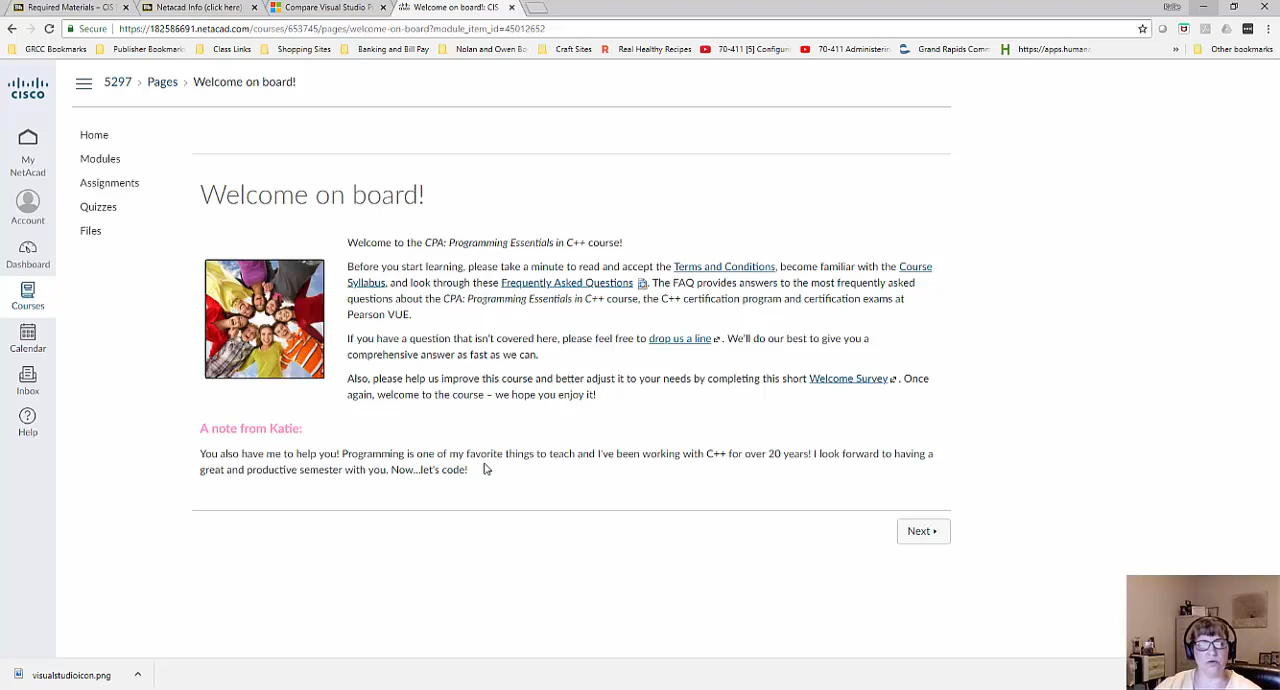 Required Materials – CIS
Netacad Info (click here)
Compare Visual Studio P
Welcome on board!: CIS
Secure
https://182586691.netacad.com/courses/653745/pages/welcome-on-board?module_item_id=45012652
GRCC Bookmarks
Publisher Bookmark
Class Links
Shopping Sites
Banking and Bill Pay
Nolan and Owen Bo
Craft Sites
Real Healthy Recipes
70-411 [5] Configur
70-411 Administerin
Grand Rapids Comm
https://apps.human
Other bookmarks
CISCO
5297 › Pages › Welcome on board!
My
NetAcad
Account
Dashboard
Courses
Calendar
Inbox
Help
Home
Modules
Assignments
Quizzes
Files
Welcome on board!
Welcome to the CPA: Programming Essentials in C++ course!
Before you start learning, please take a minute to read and accept the Terms and Conditions, become familiar with the Course
Syllabus, and look through these Frequently Asked Questions . The FAQ provides answers to the most frequently asked
questions about the CPA: Programming Essentials in C++ course, the C++ certification program and certification exams at
Pearson VUE.
If you have a question that isn't covered here, please feel free to drop us a line . We'll do our best to give you a
comprehensive answer as fast as we can.
Also, please help us improve this course and better adjust it to your needs by completing this short Welcome Survey . Once
again, welcome to the course – we hope you enjoy it!
A note from Katie:
You also have me to help you! Programming is one of my favorite things to teach and I've been working with C++ for over 20 years! I look forward to having a
great and productive semester with you. Now...let's code!
Next
visualstudioicon.png